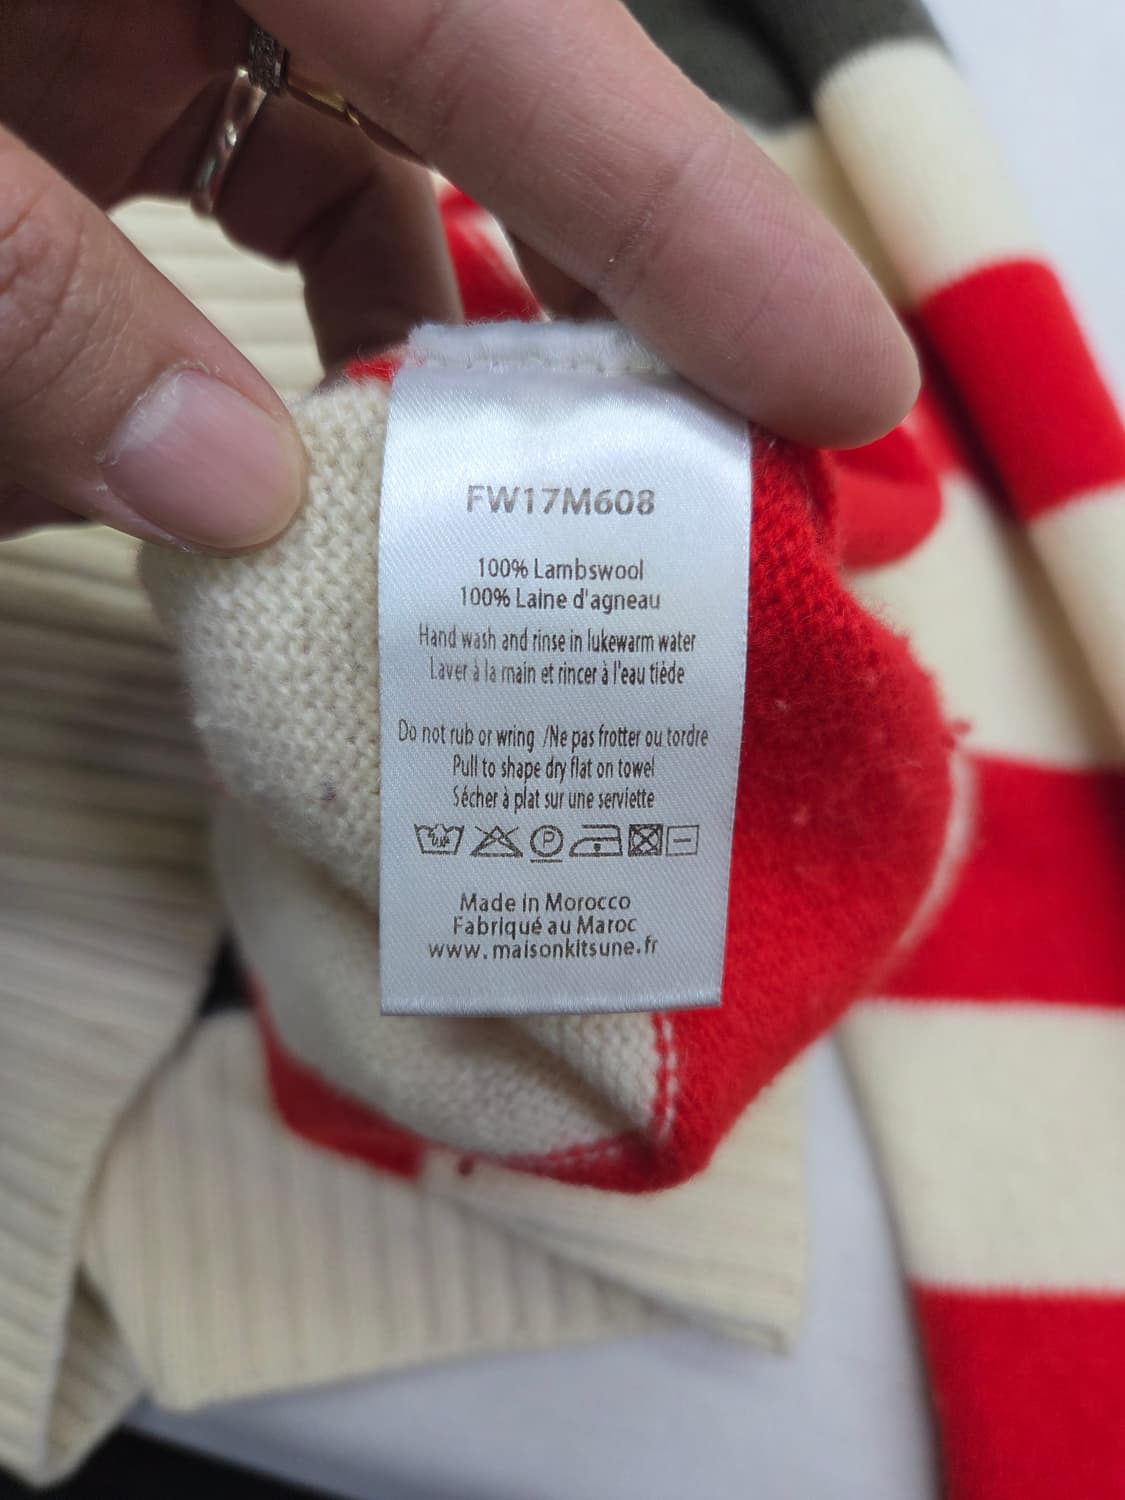 FW17M608
100% Lambswool
100% Laine d'agneau
Hand wash and rinse in lukewarm water
Laver à la main et rincer à l'eau tiède
Do not rub or wring /Ne pas frotter ou tordre
Pull to shape dry flat on towel
Sécher à plat sur une serviette
P
Made in Morocco
Fabriqué au Maroc
www.maisonkitsune.fr